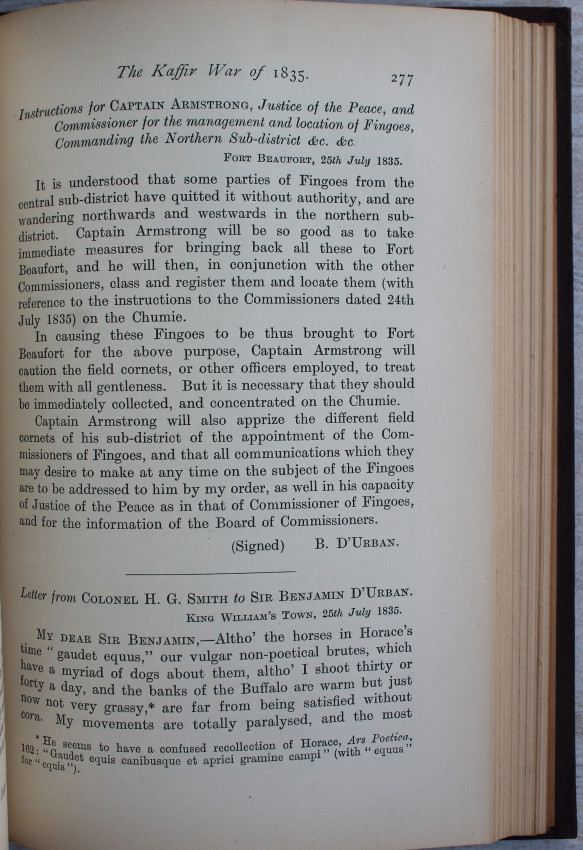 The Kaffir War of 1835. 277
Instructions for CAPTAIN ARMSTRONG, Justice of the Peace, and
Commissioner for the management and location of Fingoes,
Commanding the Northern Sub-district &c. &c.
FORT BEAUFORT, 25th July 1835.
It is understood that some parties of Fingoes from the
central sub-district have quitted it without authority, and are
wandering northwards and westwards in the northern sub-
district. Captain Armstrong will be so good as to take
immediate measures for bringing back all these to Fort
Beaufort, and he will then, in conjunction with the other
Commissioners, class and register them and locate them (with
reference to the instructions to the Commissioners dated 24th
July 1835) on the Chumie.
In causing these Fingoes to be thus brought to Fort
Beaufort for the above purpose, Captain Armstrong will
caution the field cornets, or other officers employed, to treat
them with all gentleness. But it is necessary that they should
be immediately collected, and concentrated on the Chumie.
Captain Armstrong will also apprize the different field
cornets of his sub-district of the appointment of the Com-
missioners of Fingoes, and that all communications which they
may desire to make at any time on the subject of the Fingoes
are to be addressed to him by my order, as well in his capacity
of Justice of the Peace as in that of Commissioner of Fingoes,
and for the information of the Board of Commissioners.
(Signed) B. D'URBAN.
Letter from COLONEL H. G. SMITH to SIR BENJAMIN D'URBAN.
KING WILLIAM'S TOWN, 25th July 1835.
MY DEAR SIR BENJAMIN,—Altho' the horses in Horace's
time "gaudet equus," our vulgar non-poetical brutes, which
have a myriad of dogs about them, altho' I shoot thirty or
forty a day, and the banks of the Buffalo are warm but just
now not very grassy,* are far from being satisfied without
corn. My movements are totally paralysed, and the most
* He seems to have a confused recollection of Horace, Ars Poetica,
162: "Gaudet equis canibusque et aprici gramine campi" (with "equus"
for "equis").